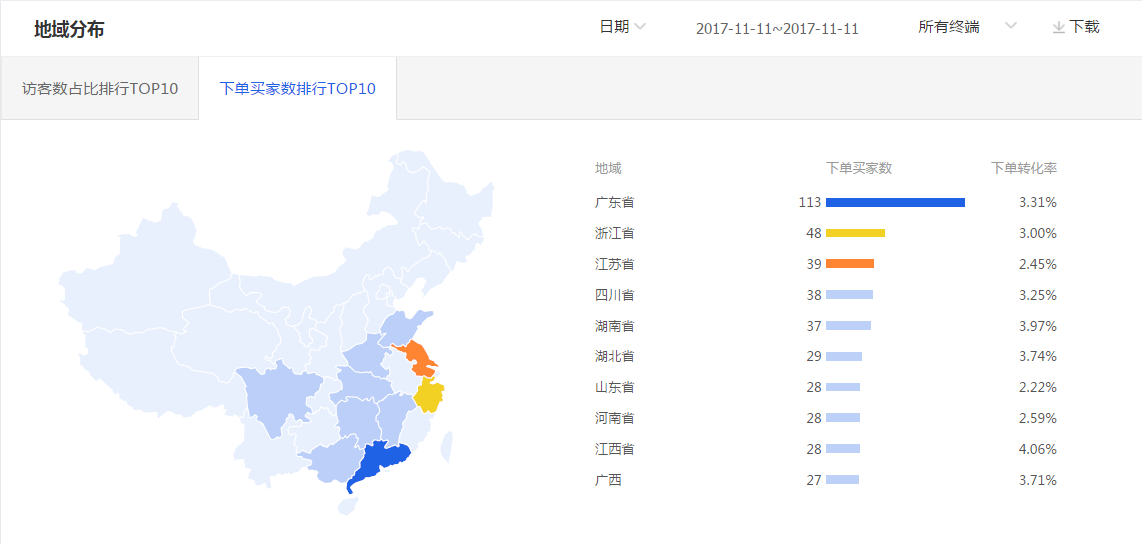 地域分布 日期 2017-11-11~2017-11-11 所有终端 下载
访客数占比排行TOP10 下单买家数排行TOP10
地域 下单买家数 下单转化率
广东省 113 3.31%
浙江省 48 3.00%
江苏省 39 2.45%
四川省 38 3.25%
湖南省 37 3.97%
湖北省 29 3.74%
山东省 28 2.22%
河南省 28 2.59%
江西省 28 4.06%
广西 27 3.71%